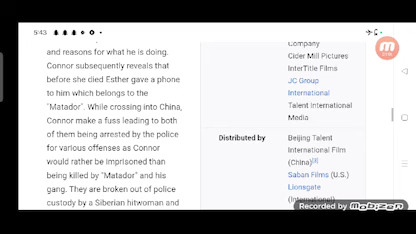 5:43
and reasons for what he is doing.
Connor subsequently reveals that
before she died Esther gave a phone
to him which belongs to the
"Matador". While crossing into China,
Connor make a fuss leading to both
of them being arrested by the police
for various offenses as Connor
would rather be imprisoned than
being killed by "Matador" and his
gang. They are broken out of police
custody by a Siberian hitwoman and
Company
Cider Mill Pictures
InterTitle Films
JC Group
International
Talent International
Media
Distributed by
Beijing Talent
International Film
(China)[3]
Saban Films (U.S.)
Lionsgate
(International)
Recorded by Mobizen